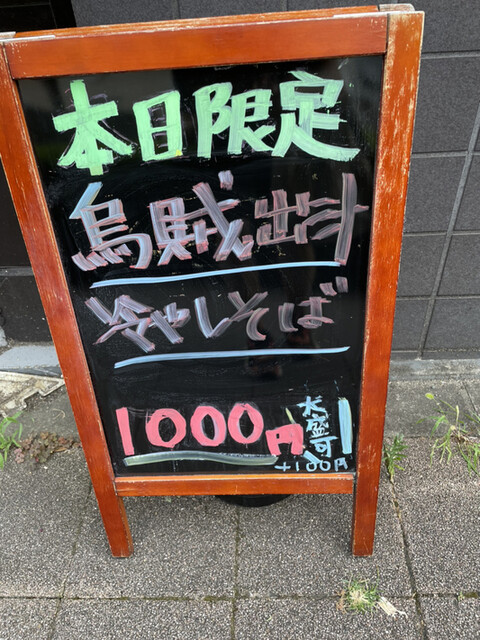 本日限定
烏賊出汁
冷やしそば
1000円
大盛可
+100円